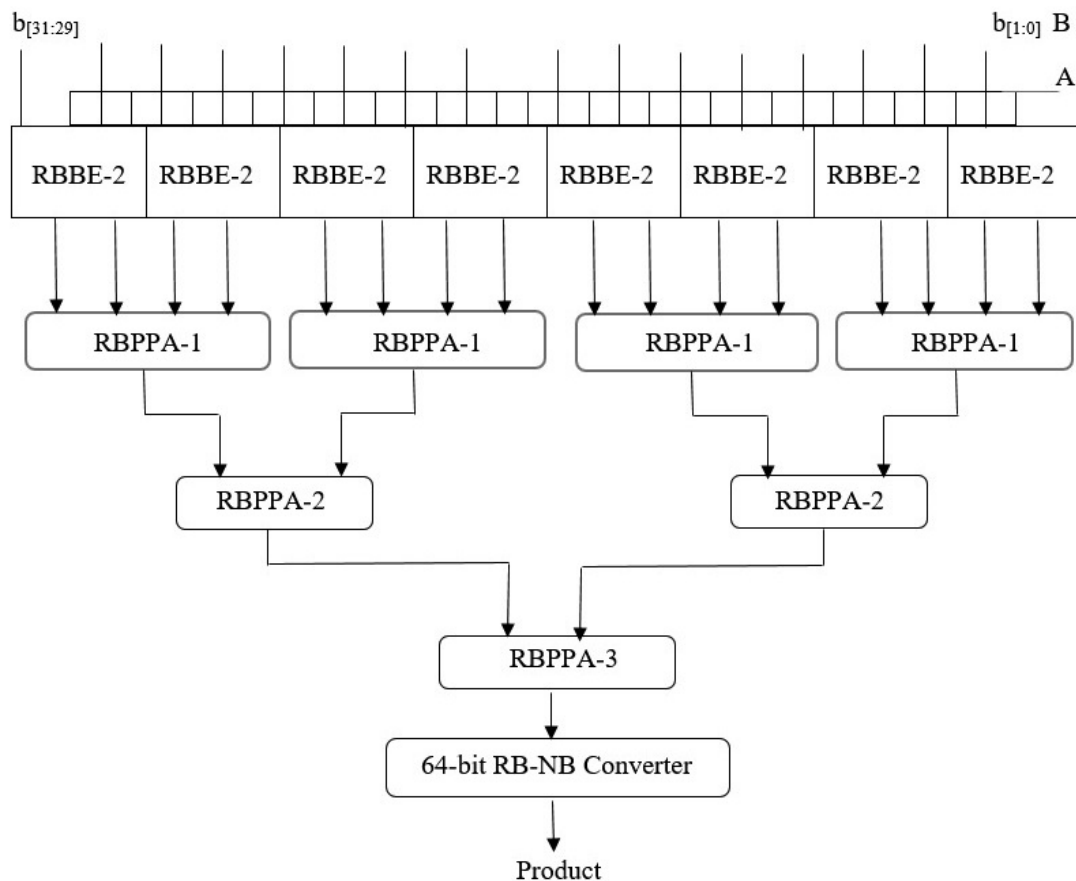 b[31:29] b[1:0] B
A
RBBE-2 RBBE-2 RBBE-2 RBBE-2 RBBE-2 RBBE-2 RBBE-2 RBBE-2
RBPPA-1 RBPPA-1 RBPPA-1 RBPPA-1
RBPPA-2 RBPPA-2
RBPPA-3
64-bit RB-NB Converter
Product